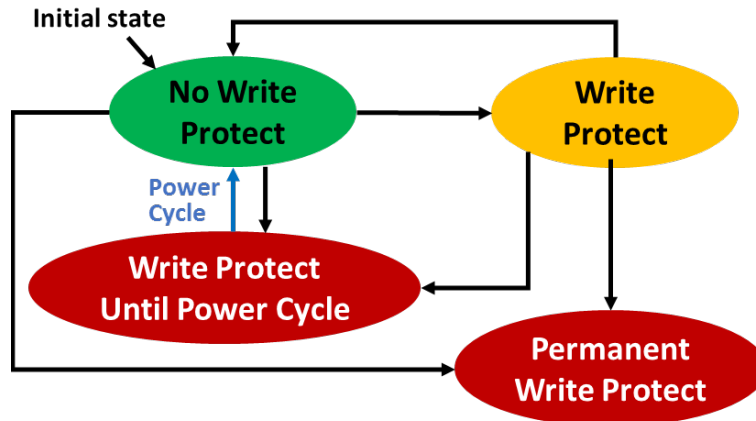 Initial state
No Write
Protect
Write
Protect
Power
Cycle
Write Protect
Until Power Cycle
Permanent
Write Protect